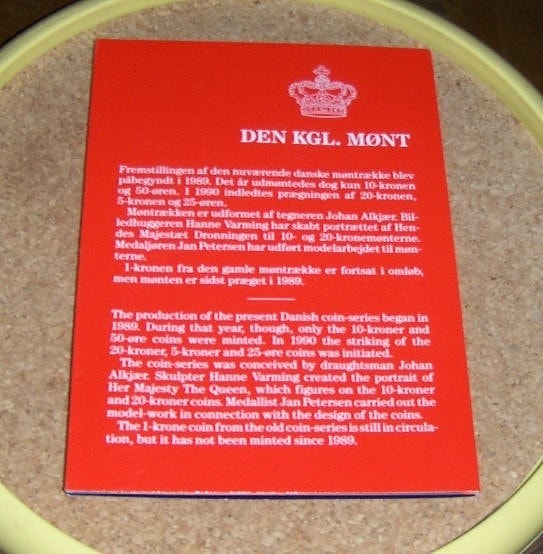 DEN KGL. MØNT
Fremstillingen af den nuværende danske møntrække blev
påbegyndt i 1989. Det år udmøntedes dog kun 10-kronen
og 50-øren. I 1990 indledtes prægningen af 20-kronen,
5-kronen og 25-øren.
Møntrækken er udformet af tegneren Johan Alkjær. Bil-
ledhuggeren Hanne Varming har skabt portrættet af Hen-
des Majestæt Dronningen til 10- og 20-kronemønterne.
Medaljøren Jan Petersen har udført modelarbejdet til møn-
terne.
1-kronen fra den gamle møntrække er fortsat i omløb,
men mønten er sidst præget i 1989.
The production of the present Danish coin-series began in
1989. During that year, though, only the 10-kroner and
50-øre coins were minted. In 1990 the striking of the
20-kroner, 5-kroner and 25-øre coins was initiated.
The coin-series was conceived by draughtsman Johan
Alkjær. Skulpter Hanne Varming created the portrait of
Her Majesty The Queen, which figures on the 10-kroner
and 20-kroner coins. Medallist Jan Petersen carried out the
model-work in connection with the design of the coins.
The 1-krone coin from the old coin-series is still in circula-
tion, but it has not been minted since 1989.